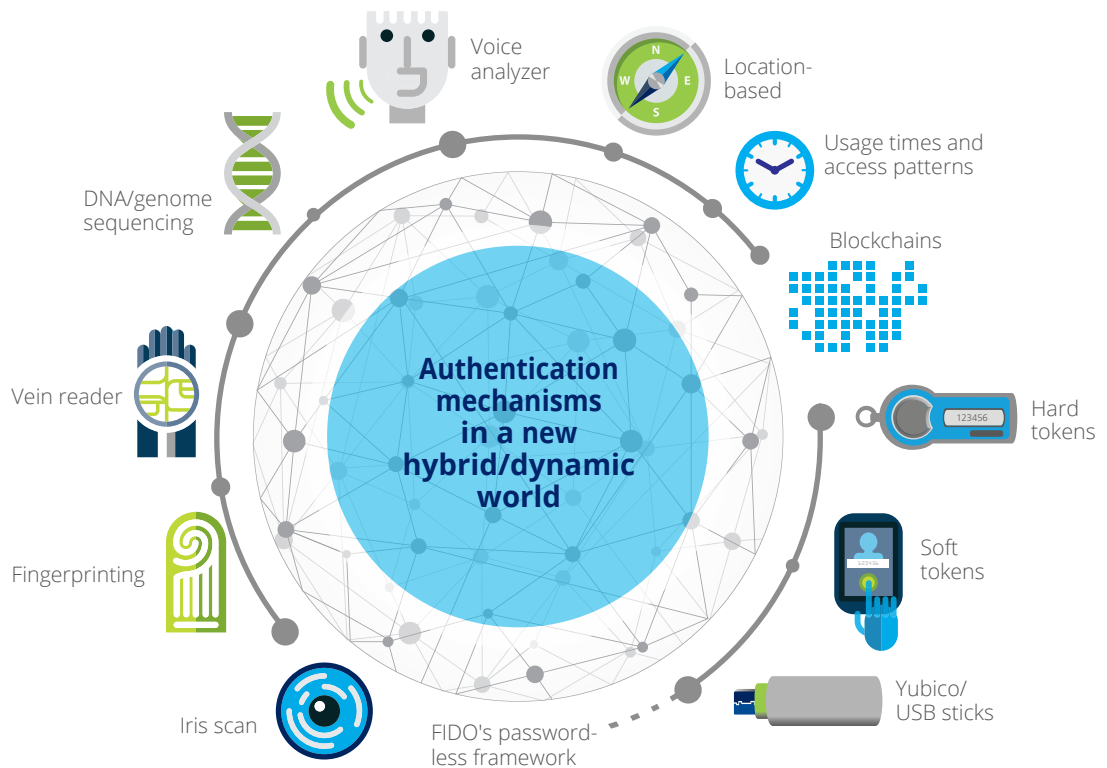 Voice
analyzer
Location-
based
N
W
E
S
Usage times and
access patterns
DNA/genome
sequencing
Blockchains
Authentication
mechanisms
in a new
hybrid/dynamic
world
Vein reader
123456
Hard
tokens
Fingerprinting
123456
Soft
tokens
Iris scan
Yubico/
USB sticks
FIDO's password-
less framework